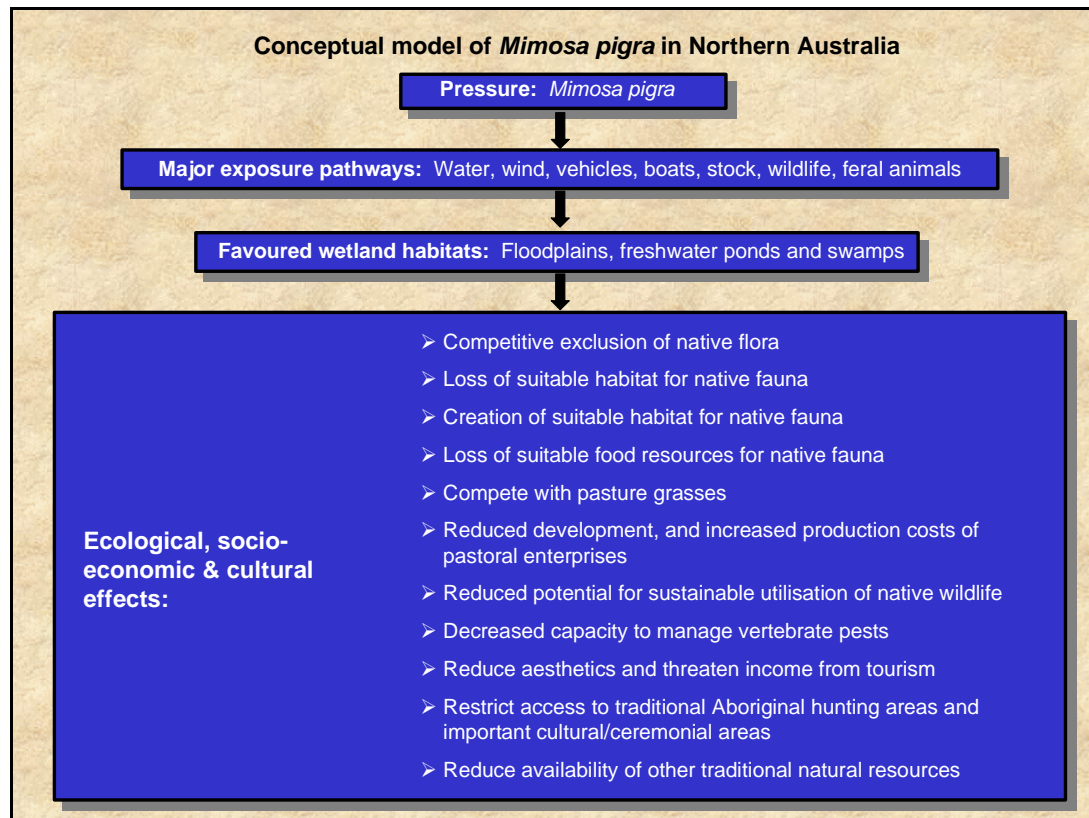 Conceptual model of Mimosa pigra in Northern Australia
Pressure: Mimosa pigra
Major exposure pathways: Water, wind, vehicles, boats, stock, wildlife, feral animals
Favoured wetland habitats: Floodplains, freshwater ponds and swamps
Ecological, socio-
economic & cultural
effects:
➢ Competitive exclusion of native flora
➢ Loss of suitable habitat for native fauna
➢ Creation of suitable habitat for native fauna
➢ Loss of suitable food resources for native fauna
➢ Compete with pasture grasses
➢ Reduced development, and increased production costs of
pastoral enterprises
➢ Reduced potential for sustainable utilisation of native wildlife
➢ Decreased capacity to manage vertebrate pests
➢ Reduce aesthetics and threaten income from tourism
➢ Restrict access to traditional Aboriginal hunting areas and
important cultural/ceremonial areas
➢ Reduce availability of other traditional natural resources